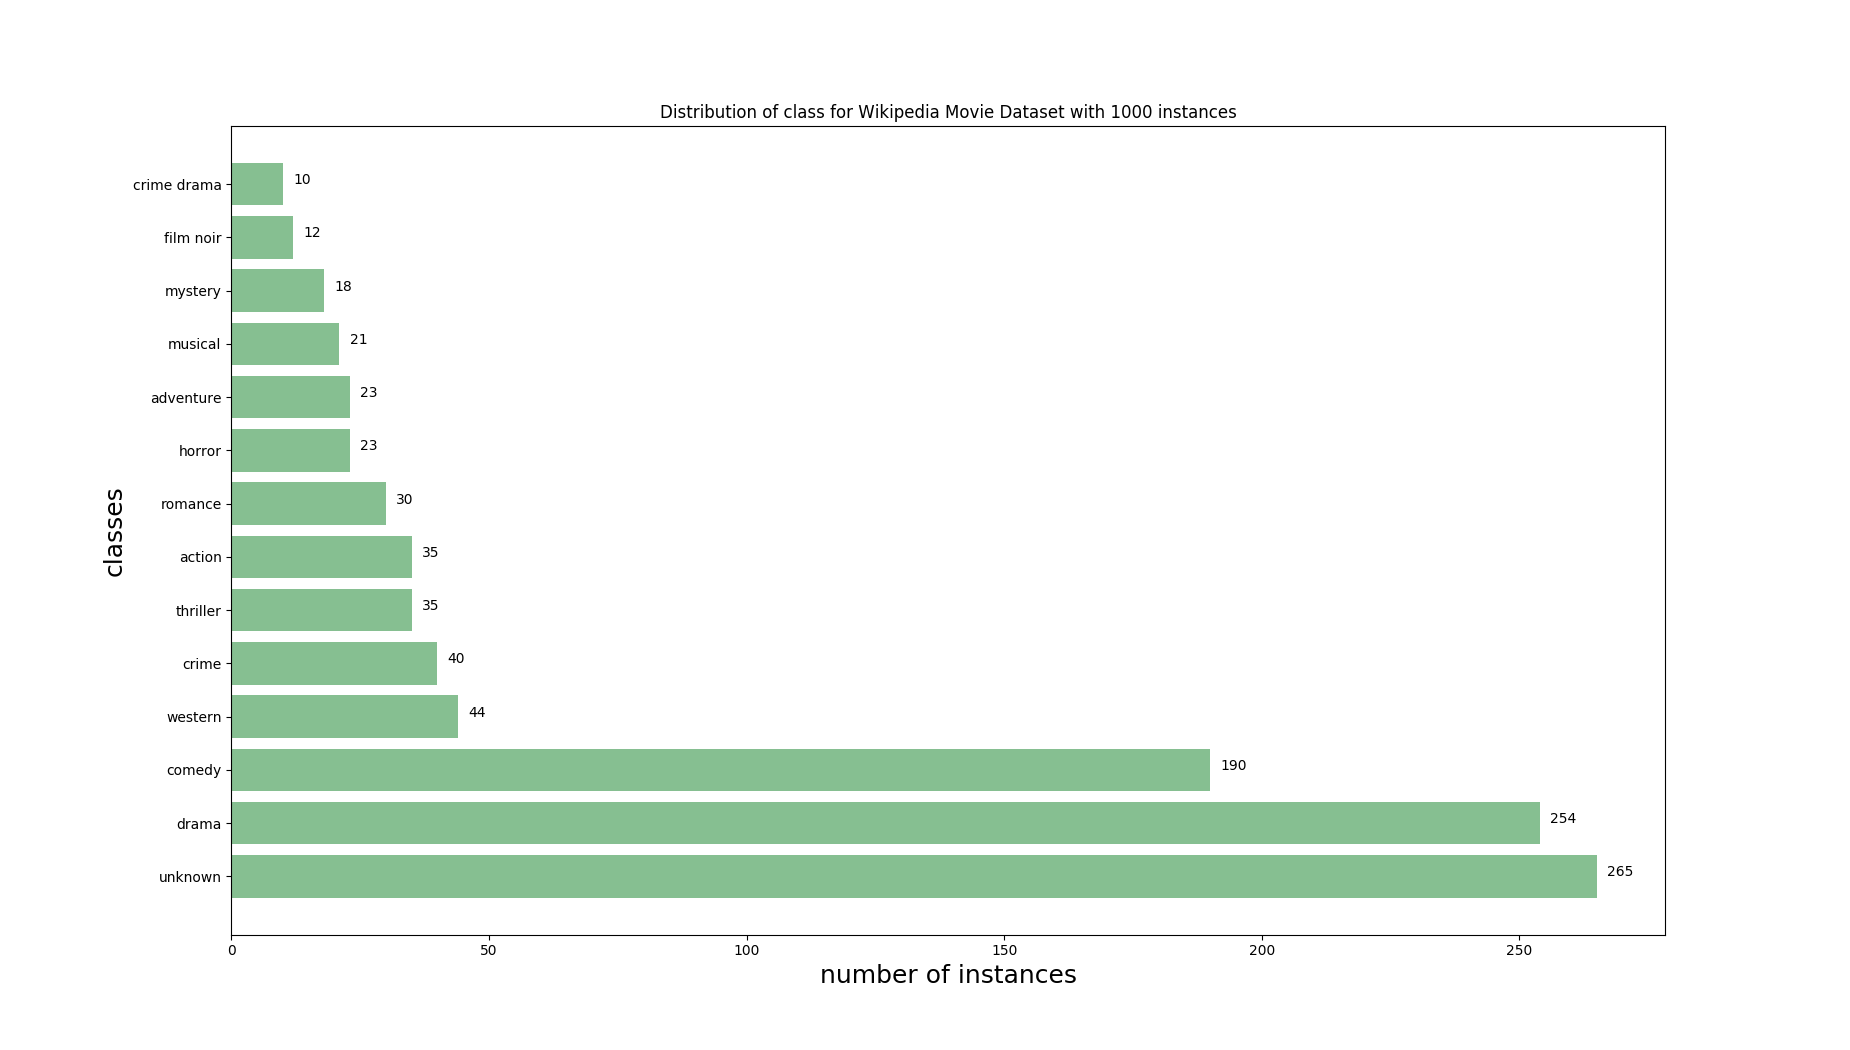 Distribution of class for Wikipedia Movie Dataset with 1000 instances
crime drama 10
film noir 12
mystery 18
musical 21
adventure 23
horror 23
romance 30
action 35
thriller 35
crime 40
western 44
comedy 190
drama 254
unknown 265
classes
0 50 100 150 200 250
number of instances